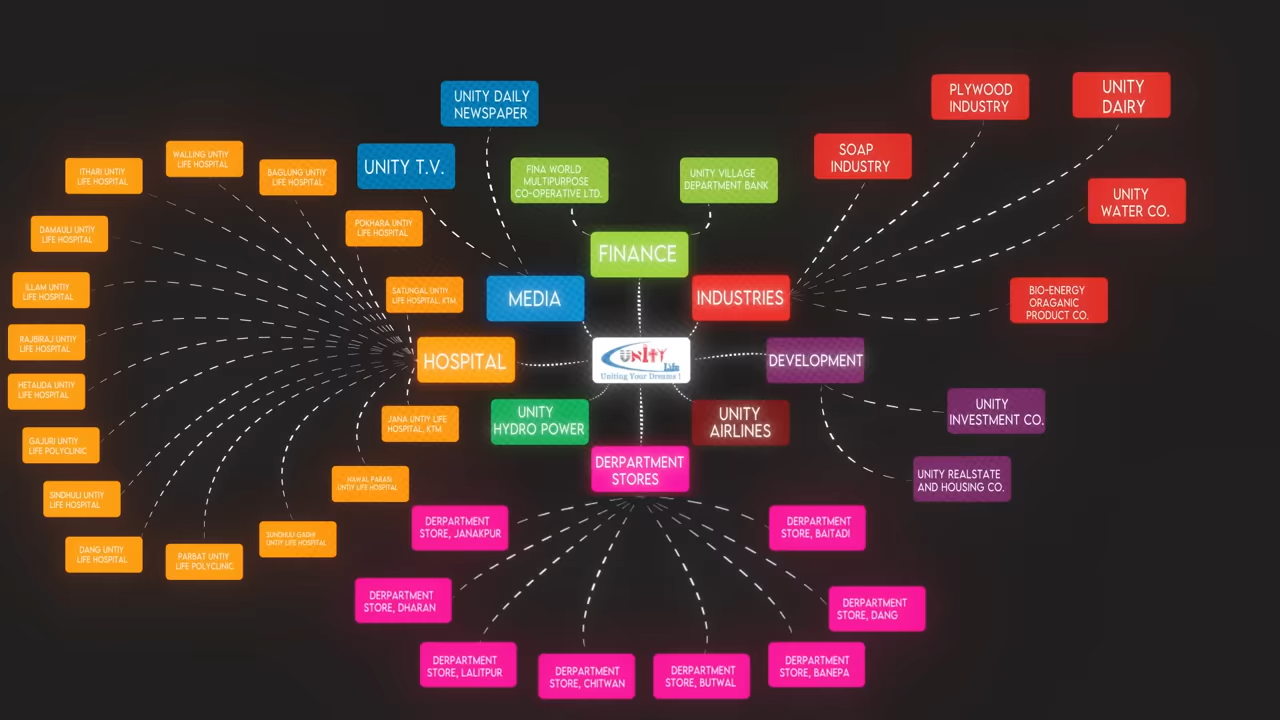 UNITY DAILY
NEWSPAPER
UNITY T.V.
FINA WORLD
MULTIPURPOSE
CO-OPERATIVE LTD.
UNITY VILLAGE
DEPARTMENT BANK
SOAP
INDUSTRY
PLYWOOD
INDUSTRY
UNITY
DAIRY
UNITY
WATER CO.
BIO-ENERGY
ORAGANIC
PRODUCT CO.
WALLING UNTIY
LIFE HOSPITAL
ITHARI UNTIY
LIFE HOSPITAL
BAGLUNG UNTIY
LIFE HOSPITAL
POKHARA UNTIY
LIFE HOSPITAL
DAMAULI UNTIY
LIFE HOSPITAL
ILLAM UNTIY
LIFE HOSPITAL
SATUNGAL UNTIY
LIFE HOSPITAL, KTM.
RAJBIRAJ UNTIY
LIFE HOSPITAL
HETAUDA UNTIY
LIFE HOSPITAL
GAJURI UNTIY
LIFE POLYCLINIC
SINDHULI UNTIY
LIFE HOSPITAL
DANG UNTIY
LIFE HOSPITAL
PARBAT UNTIY
LIFE POLYCLINIC
UNTIY LIFE HOSPITAL
NAWAL PARASI
UNTIY LIFE HOSPITAL
JANA UNTIY LIFE
HOSPITAL, KTM
FINANCE
MEDIA
INDUSTRIES
HOSPITAL
UNITY
Life
Uniting Your Dreams !
DEVELOPMENT
UNITY
HYDRO POWER
UNITY
AIRLINES
UNITY
INVESTMENT CO.
UNITY REALSTATE
AND HOUSING CO.
DERPARTMENT
STORES
DERPARTMENT
STORE, JANAKPUR
DERPARTMENT
STORE, BAITADI
DERPARTMENT
STORE, DHARAN
DERPARTMENT
STORE, DANG
DERPARTMENT
STORE, LALITPUR
DERPARTMENT
STORE, CHITWAN
DERPARTMENT
STORE, BUTWAL
DERPARTMENT
STORE, BANEPA